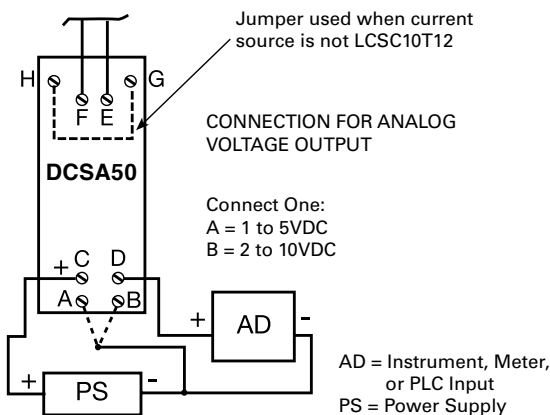 Jumper used when current
source is not LCSC10T12
H
G
F E
CONNECTION FOR ANALOG
VOLTAGE OUTPUT
DCSA50
Connect One:
A = 1 to 5VDC
B = 2 to 10VDC
+ C D
A B
+ AD -
+ PS -
AD = Instrument, Meter,
or PLC Input
PS = Power Supply